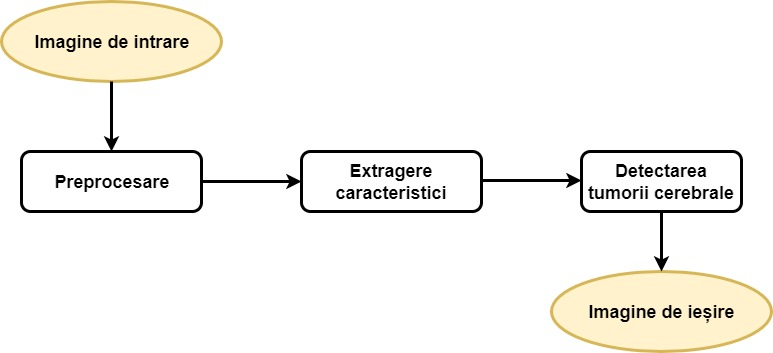 Imagine de intrare
Preprocesare
Extragere
caracteristici
Detectarea
tumorii cerebrale
Imagine de ieșire